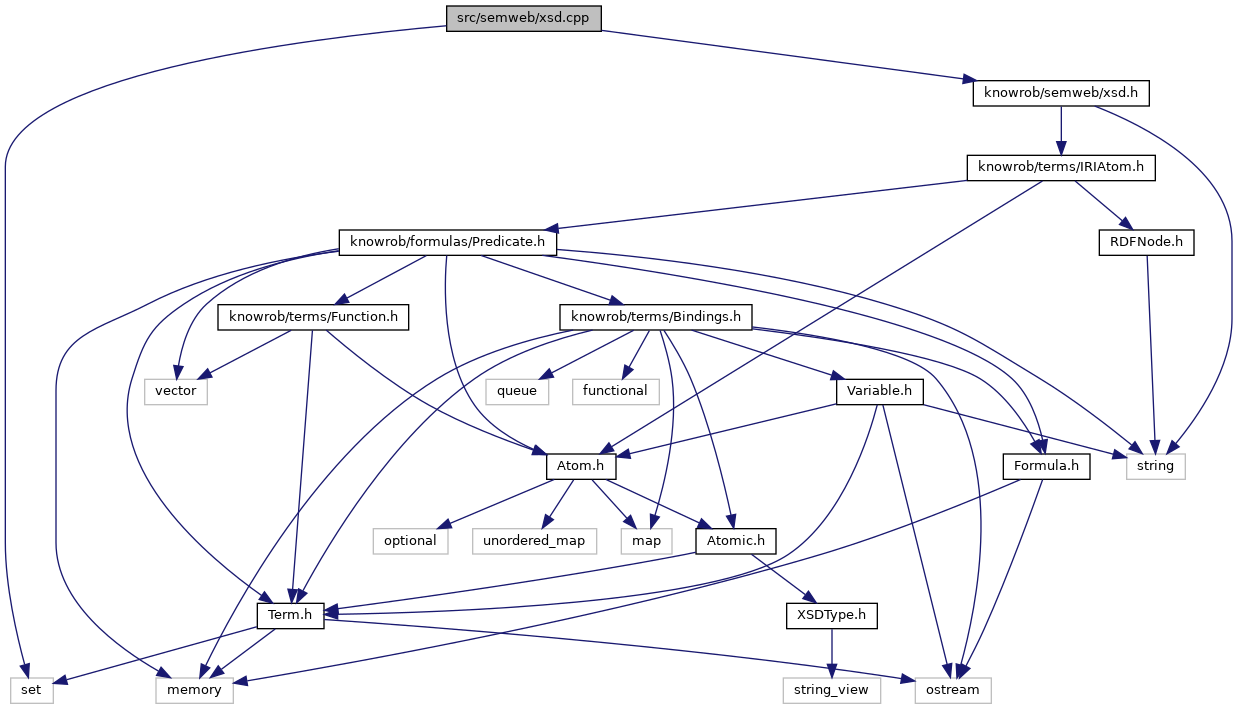 src/semweb/xsd.cpp
knowrob/semweb/xsd.h
knowrob/terms/IRIAtom.h
knowrob/formulas/Predicate.h
RDFNode.h
knowrob/terms/Function.h
knowrob/terms/Bindings.h
vector
queue
functional
Variable.h
Atom.h
Formula.h
string
optional
unordered_map
map
Atomic.h
Term.h
XSDType.h
set
memory
string_view
ostream